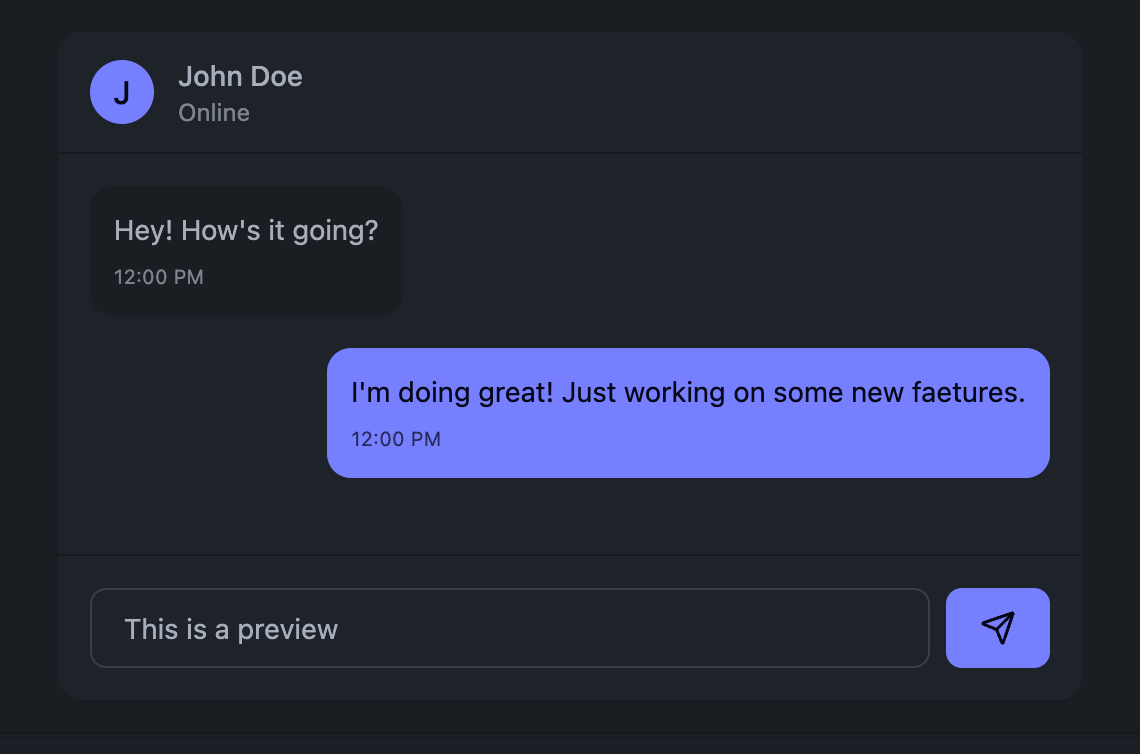 J
John Doe
Online
Hey! How's it going?
12:00 PM
I'm doing great! Just working on some new faetures.
12:00 PM
This is a preview